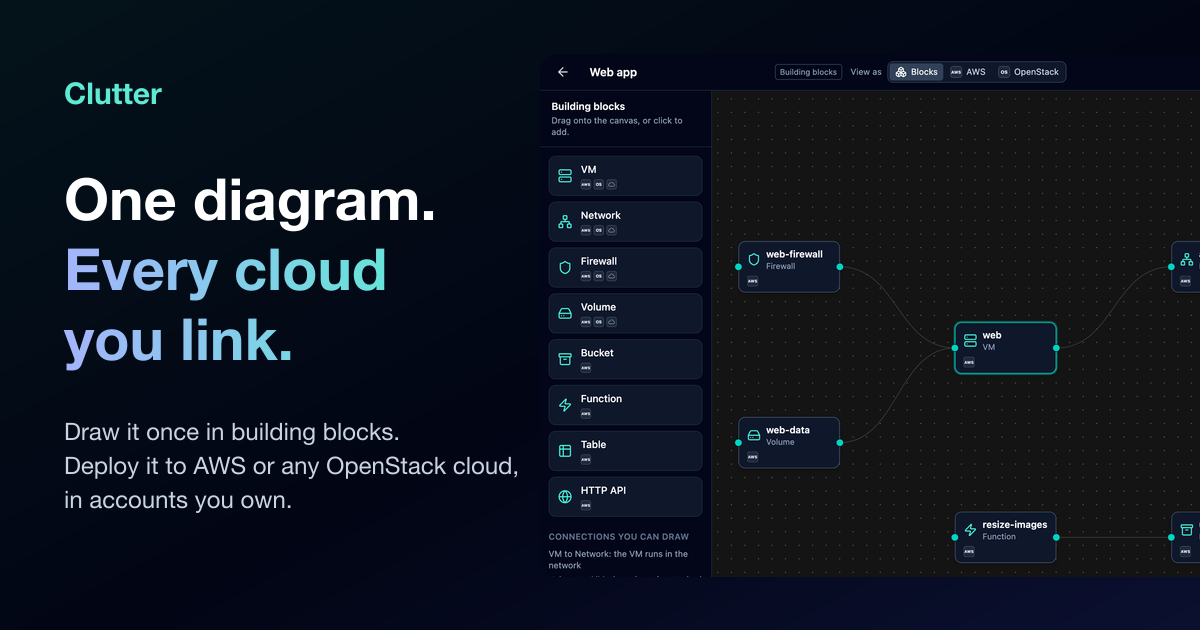 Clutter
One diagram.
Every cloud
you link.
Draw it once in building blocks.
Deploy it to AWS or any OpenStack cloud,
in accounts you own.
Web app
Building blocks
View as
Blocks
AWS AWS
OS OpenStack
Building blocks
Drag onto the canvas, or click to
add.
VM
AWS OS
Network
AWS OS
Firewall
AWS OS
Volume
AWS OS
Bucket
AWS
Function
AWS
Table
AWS
HTTP API
AWS
CONNECTIONS YOU CAN DRAW
VM to Network: the VM runs in the
network
web-firewall
Firewall
AWS
web-data
Volume
AWS
web
VM
AWS
resize-images
Function
AWS
AWS
AWS